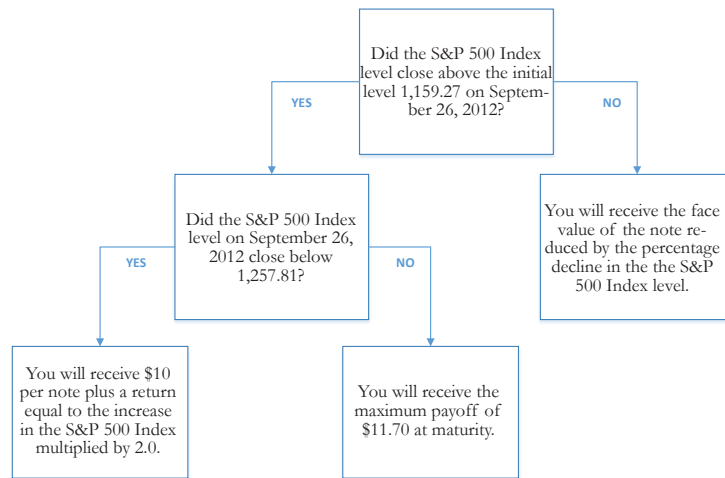 Did the S&P 500 Index
level close above the initial
level 1,159.27 on Septem-
ber 26, 2012?
YES
NO
Did the S&P 500 Index
level on September 26,
2012 close below
1,257.81?
You will receive the face
value of the note re-
duced by the percentage
decline in the the S&P
500 Index level.
YES
NO
You will receive $10
per note plus a return
equal to the increase
in the S&P 500 Index
multiplied by 2.0.
You will receive the
maximum payoff of
$11.70 at maturity.